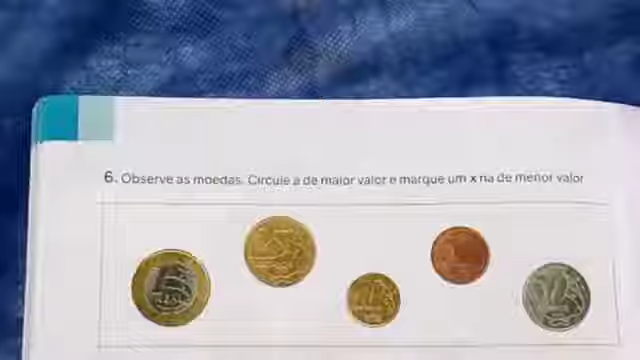 6. Observe as moedas. Circule a de maior valor e marque um x na de menor valor